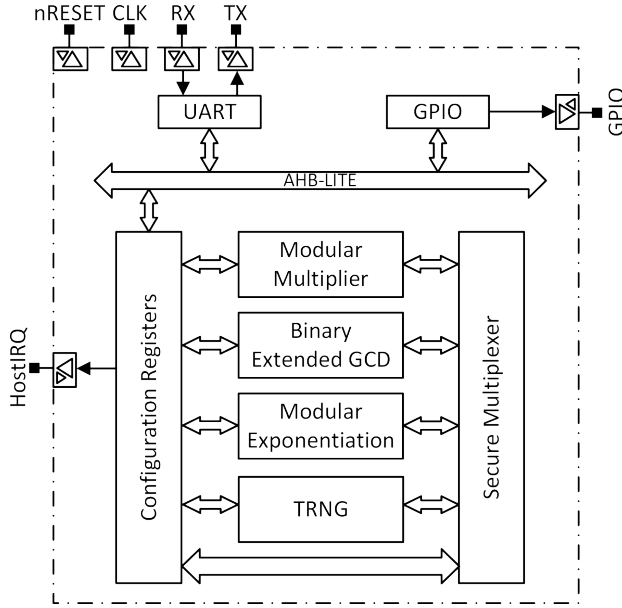 nRESET CLK RX TX
UART
GPIO
GPIO
AHB-LITE
Modular
Multiplier
Binary
Extended GCD
Modular
Exponentiation
TRNG
Configuration Registers
Secure Multiplexer
HostIRQ